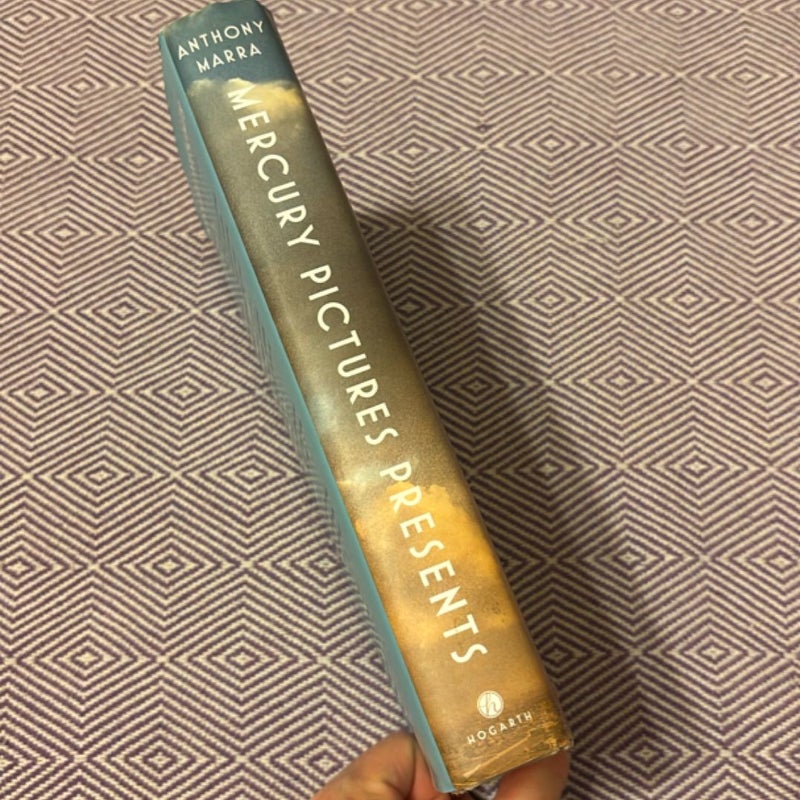 ANTHONY
MARRA
MERCURY PICTURES PRESENTS
h
HOGARTH